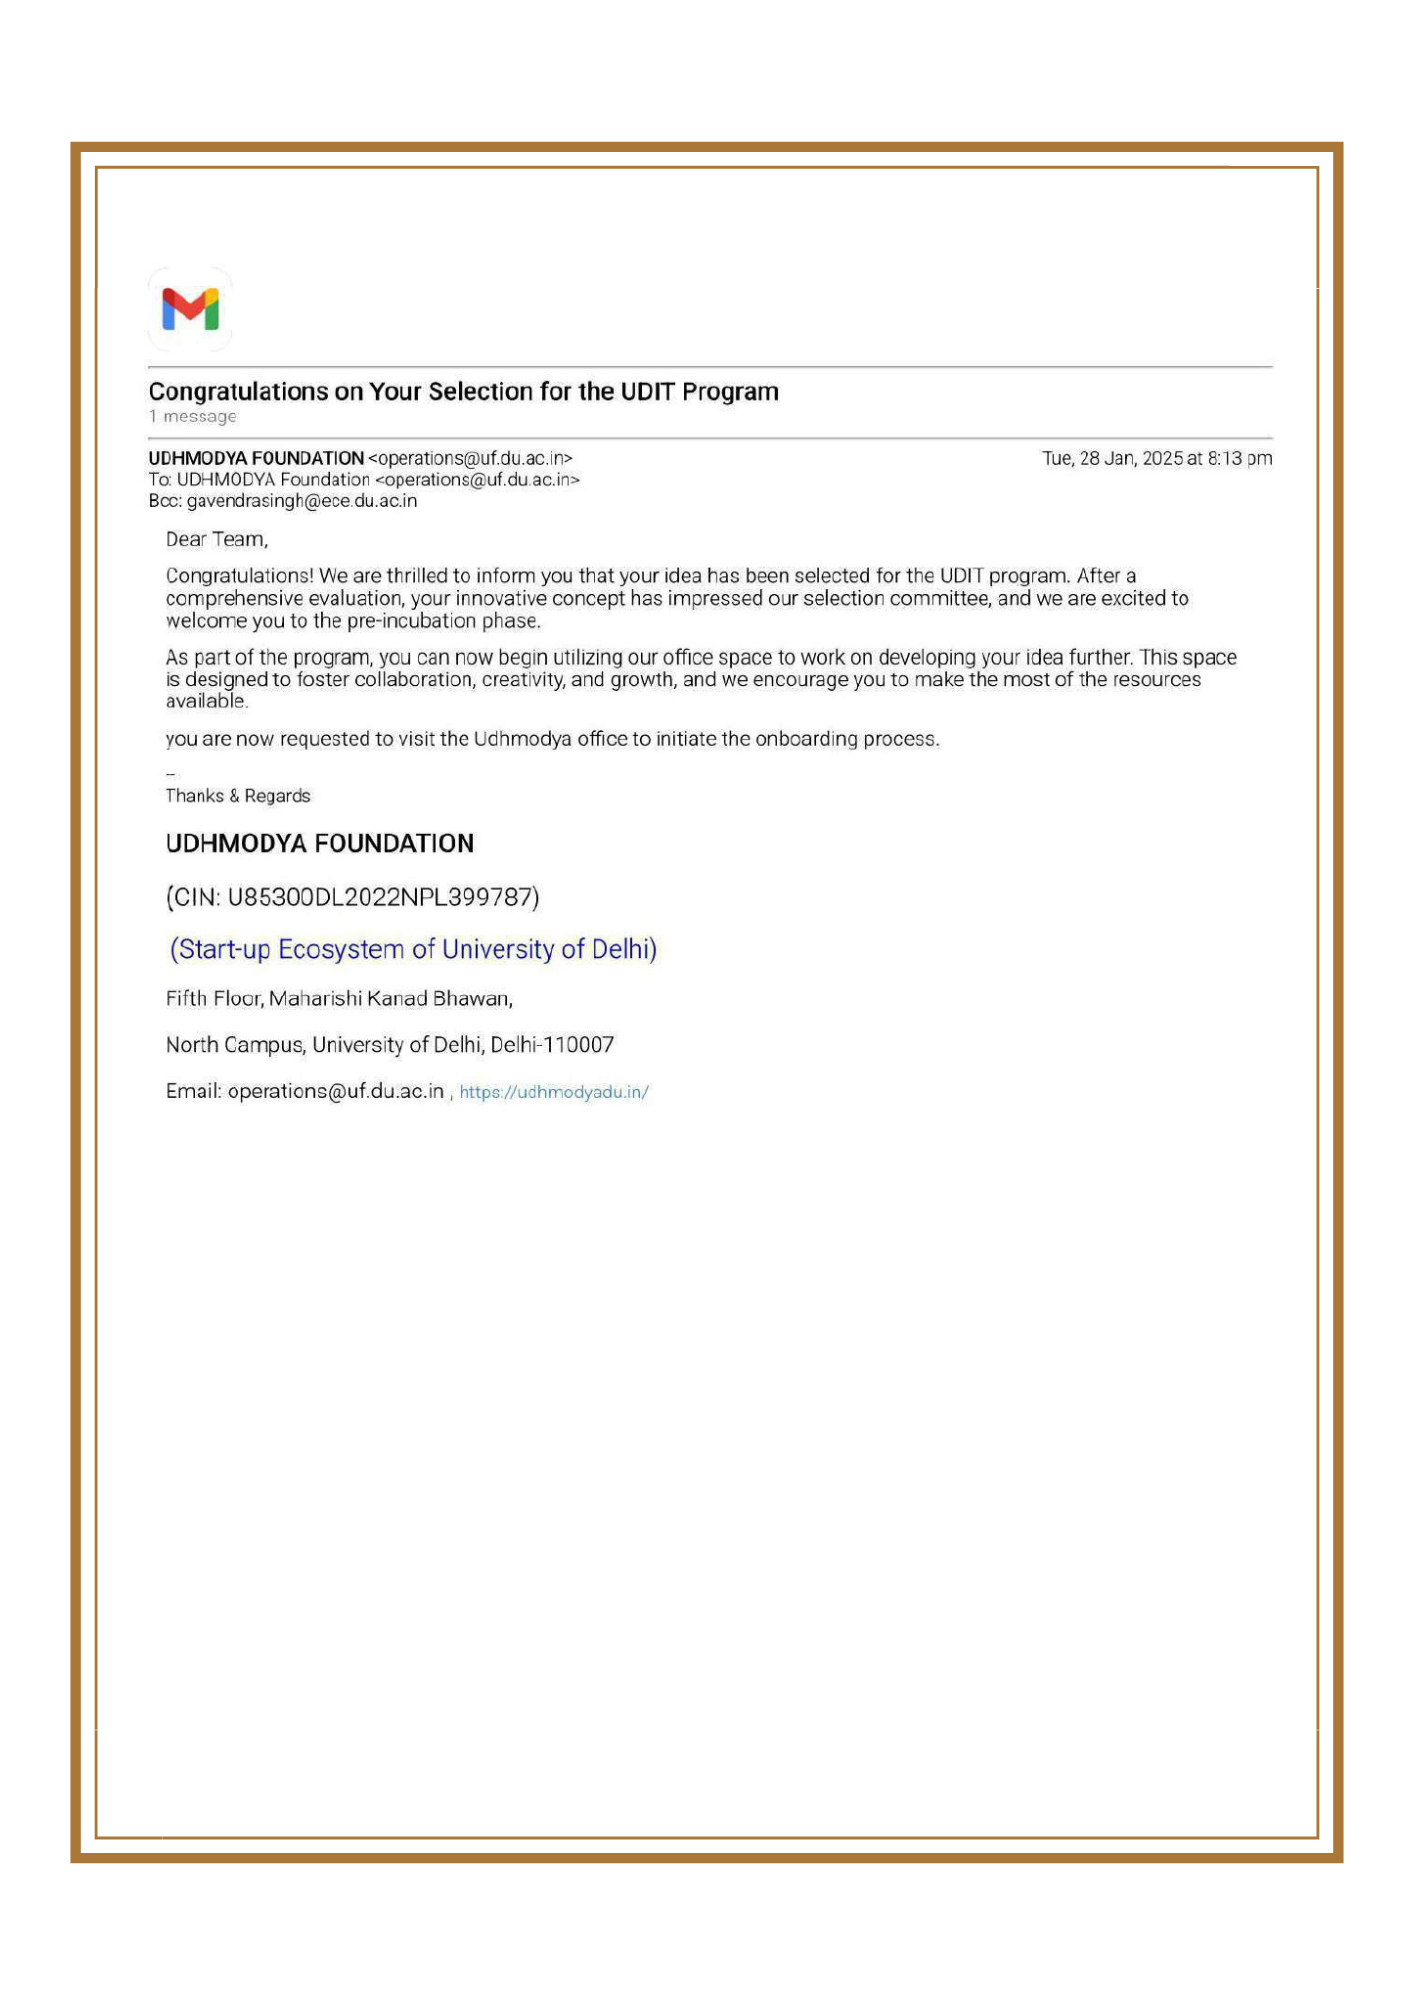 Congratulations on Your Selection for the UDIT Program
1 message
UDHMODYA FOUNDATION <operations@uf.du.ac.in> Tue, 28 Jan, 2025 at 8:13 pm
To: UDHMODYA Foundation <operations@uf.du.ac.in>
Bcc: gavendrasingh@ece.du.ac.in
Dear Team,
Congratulations! We are thrilled to inform you that your idea has been selected for the UDIT program. After a
comprehensive evaluation, your innovative concept has impressed our selection committee, and we are excited to
welcome you to the pre-incubation phase.
As part of the program, you can now begin utilizing our office space to work on developing your idea further. This space
is designed to foster collaboration, creativity, and growth, and we encourage you to make the most of the resources
available.
you are now requested to visit the Udhmodya office to initiate the onboarding process.
--
Thanks & Regards
UDHMODYA FOUNDATION
(CIN: U85300DL2022NPL399787)
(Start-up Ecosystem of University of Delhi)
Fifth Floor, Maharishi Kanad Bhawan,
North Campus, University of Delhi, Delhi-110007
Email: operations@uf.du.ac.in , https://udhmodyadu.in/